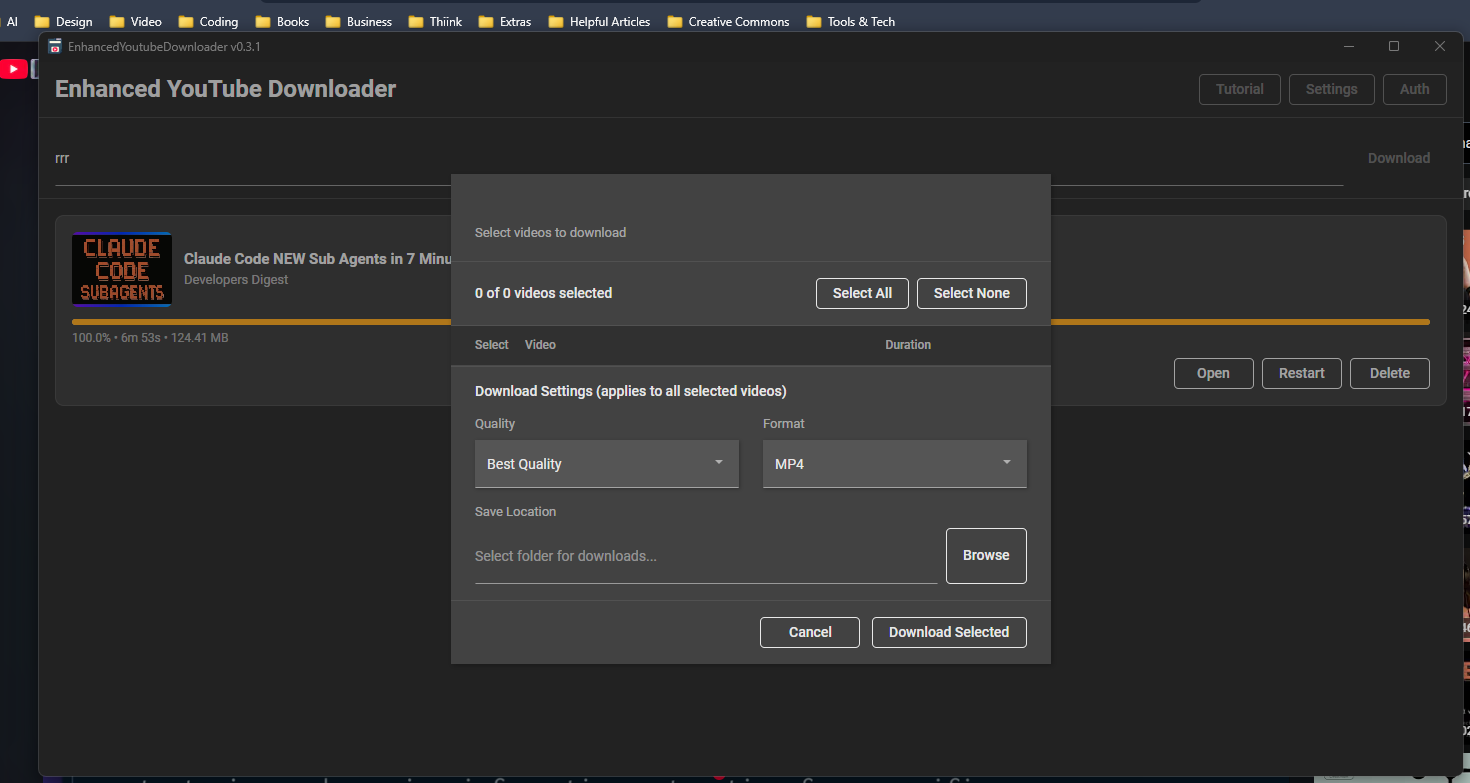 AI Design Video Coding Books Business Thiink Extras Helpful Articles Creative Commons Tools & Tech
EnhancedYoutubeDownloader v0.3.1
Enhanced YouTube Downloader
Tutorial Settings Auth
rrr
Download
Select videos to download
CLAUDE
CODE
SUBAGENTS
Claude Code NEW Sub Agents in 7 Minu
Developers Digest
0 of 0 videos selected
Select All Select None
100.0% • 6m 53s • 124.41 MB
Select Video Duration
Open Restart Delete
Download Settings (applies to all selected videos)
Quality Format
Best Quality MP4
Save Location
Select folder for downloads...
Browse
Cancel Download Selected